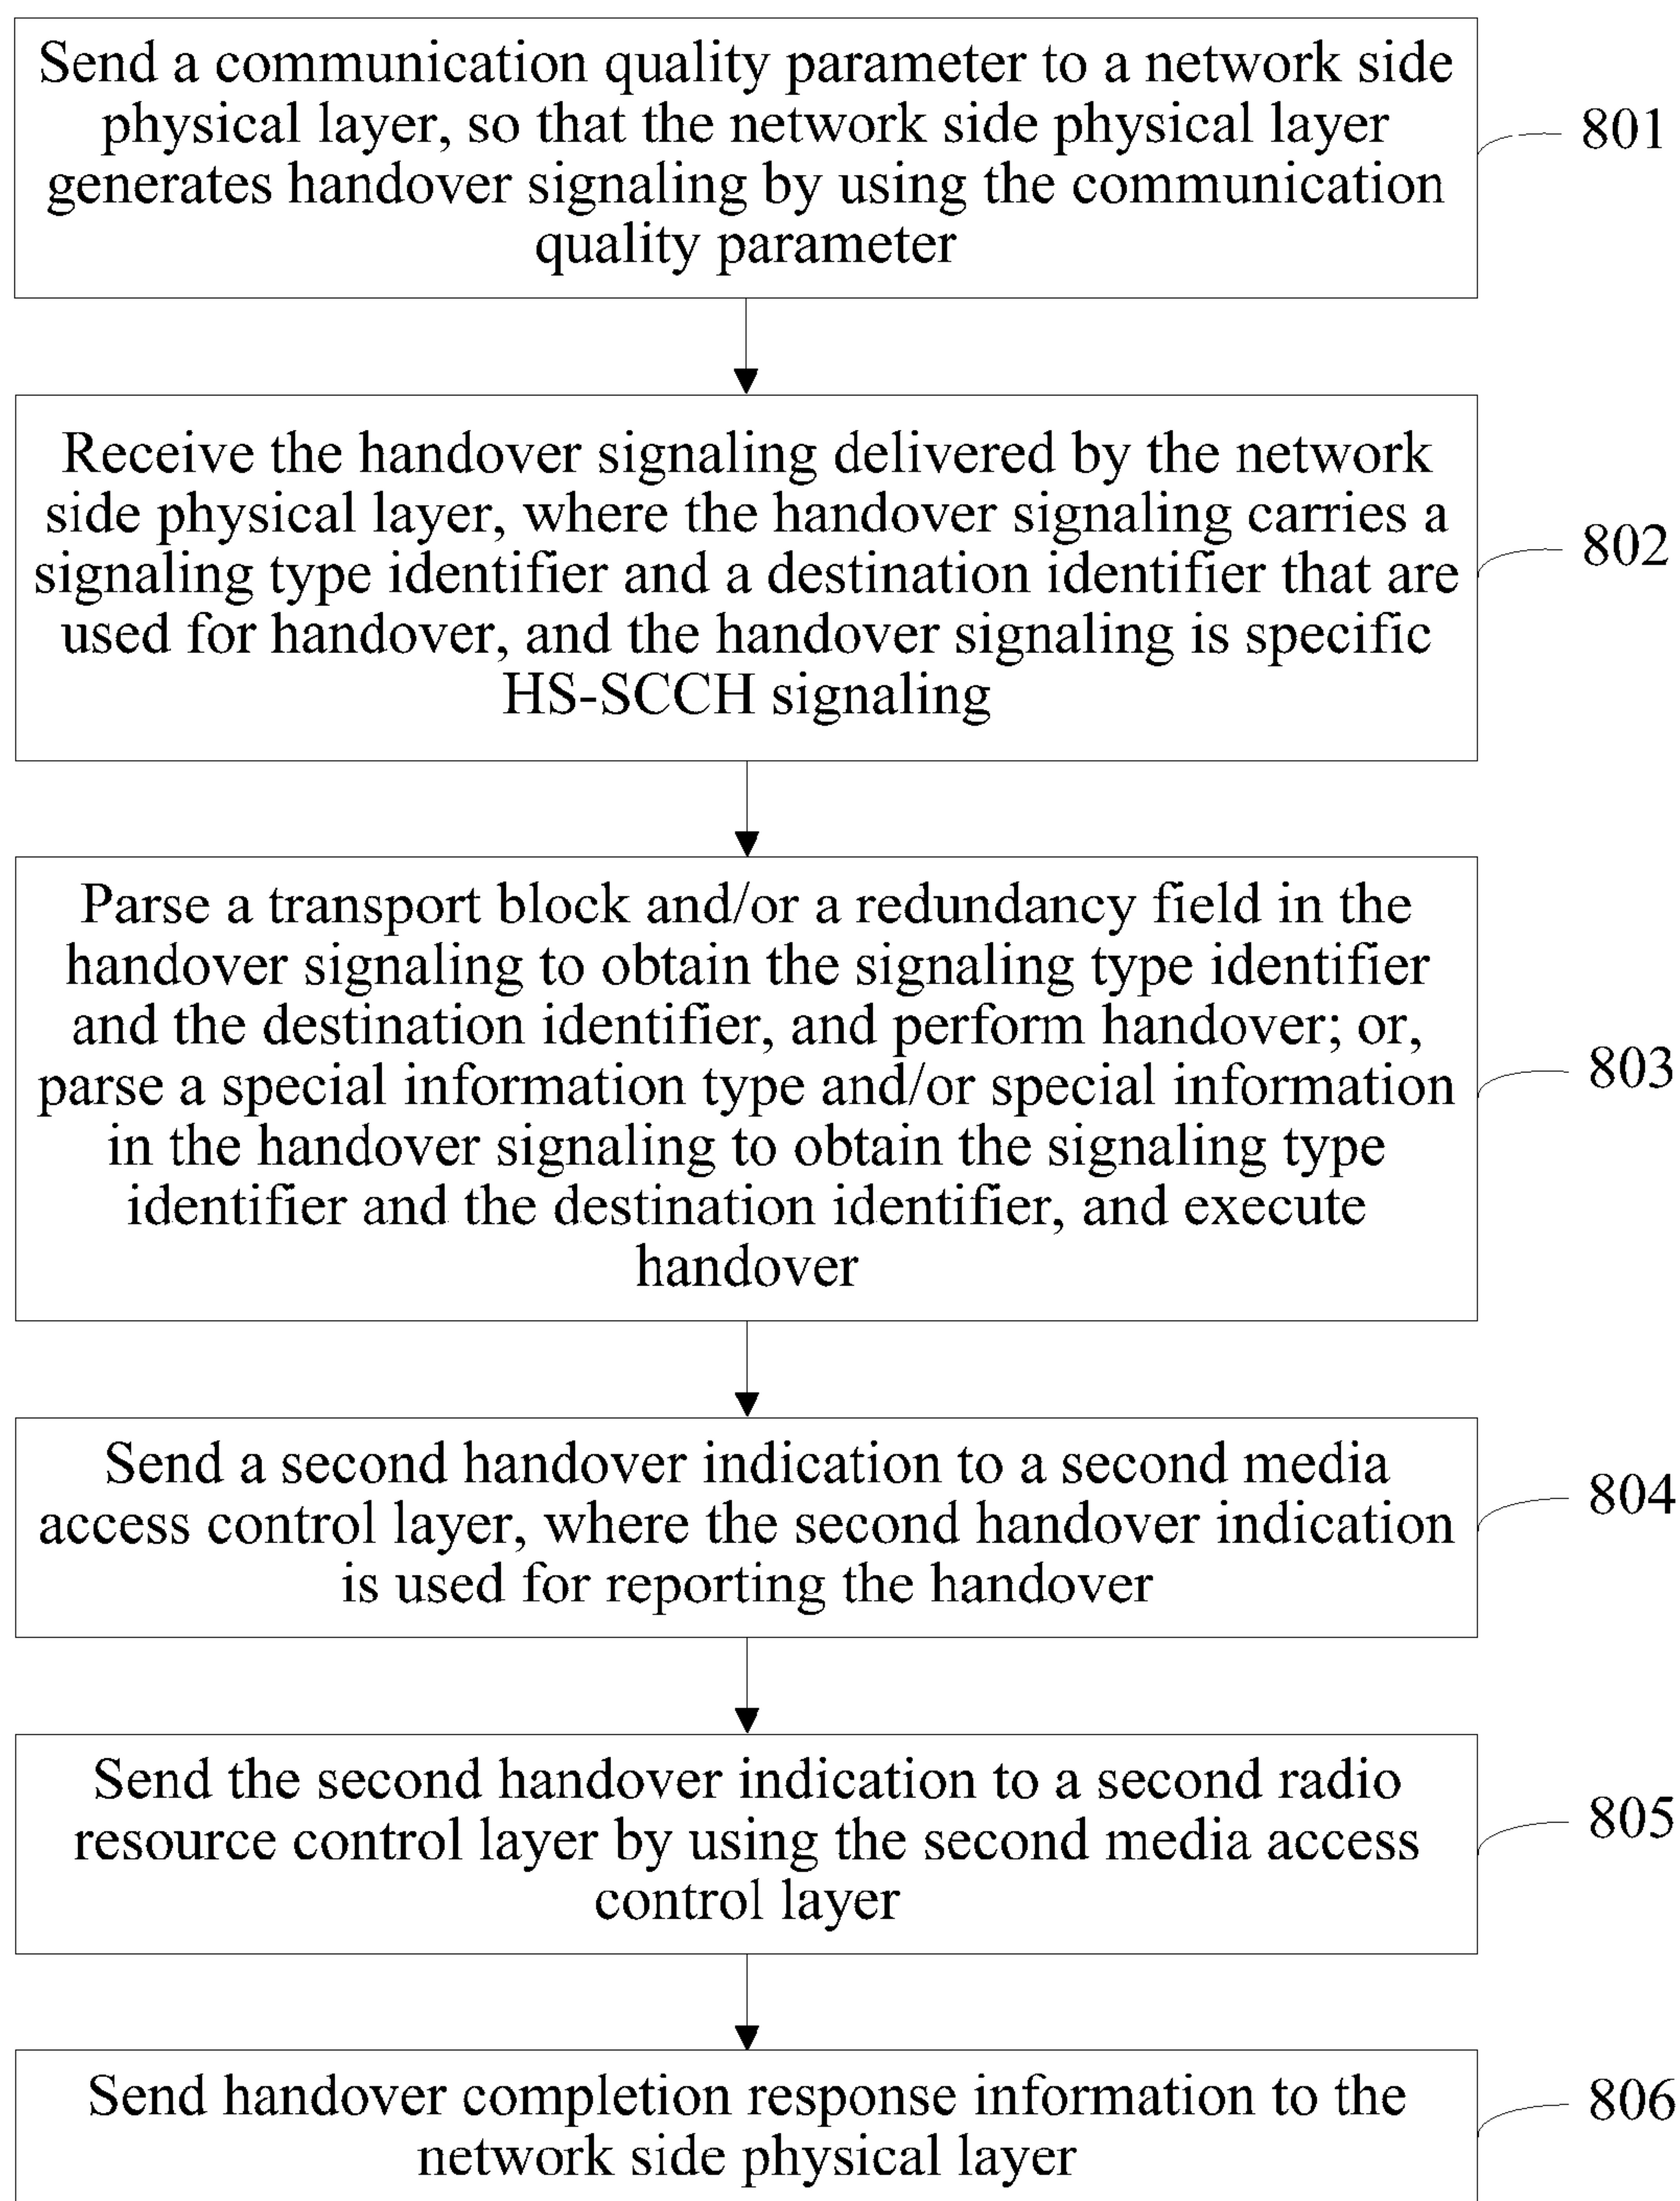 Send a communication quality parameter to a network side
physical layer, so that the network side physical layer
generates handover signaling by using the communication
quality parameter
801
Receive the handover signaling delivered by the network
side physical layer, where the handover signaling carries a
signaling type identifier and a destination identifier that are
used for handover, and the handover signaling is specific
HS-SCCH signaling
802
Parse a transport block and/or a redundancy field in the
handover signaling to obtain the signaling type identifier
and the destination identifier, and perform handover; or,
parse a special information type and/or special information
in the handover signaling to obtain the signaling type
identifier and the destination identifier, and execute
handover
803
Send a second handover indication to a second media
access control layer, where the second handover indication
is used for reporting the handover
804
Send the second handover indication to a second radio
resource control layer by using the second media access
control layer
805
Send handover completion response information to the
network side physical layer
806